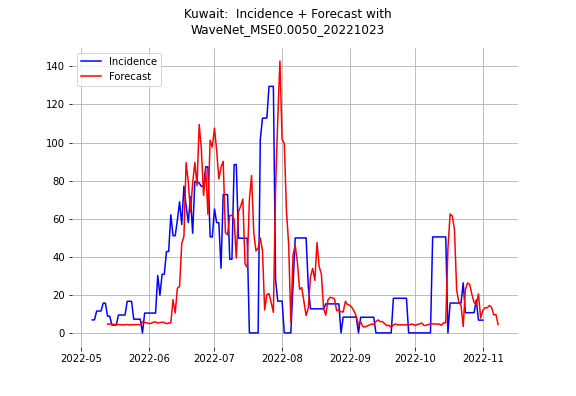 Kuwait:  Incidence + Forecast with
WaveNet_MSE0.0050_20221023
Incidence
Forecast
140
120
100
80
60
40
20
0
2022-05 2022-06 2022-07 2022-08 2022-09 2022-10 2022-11